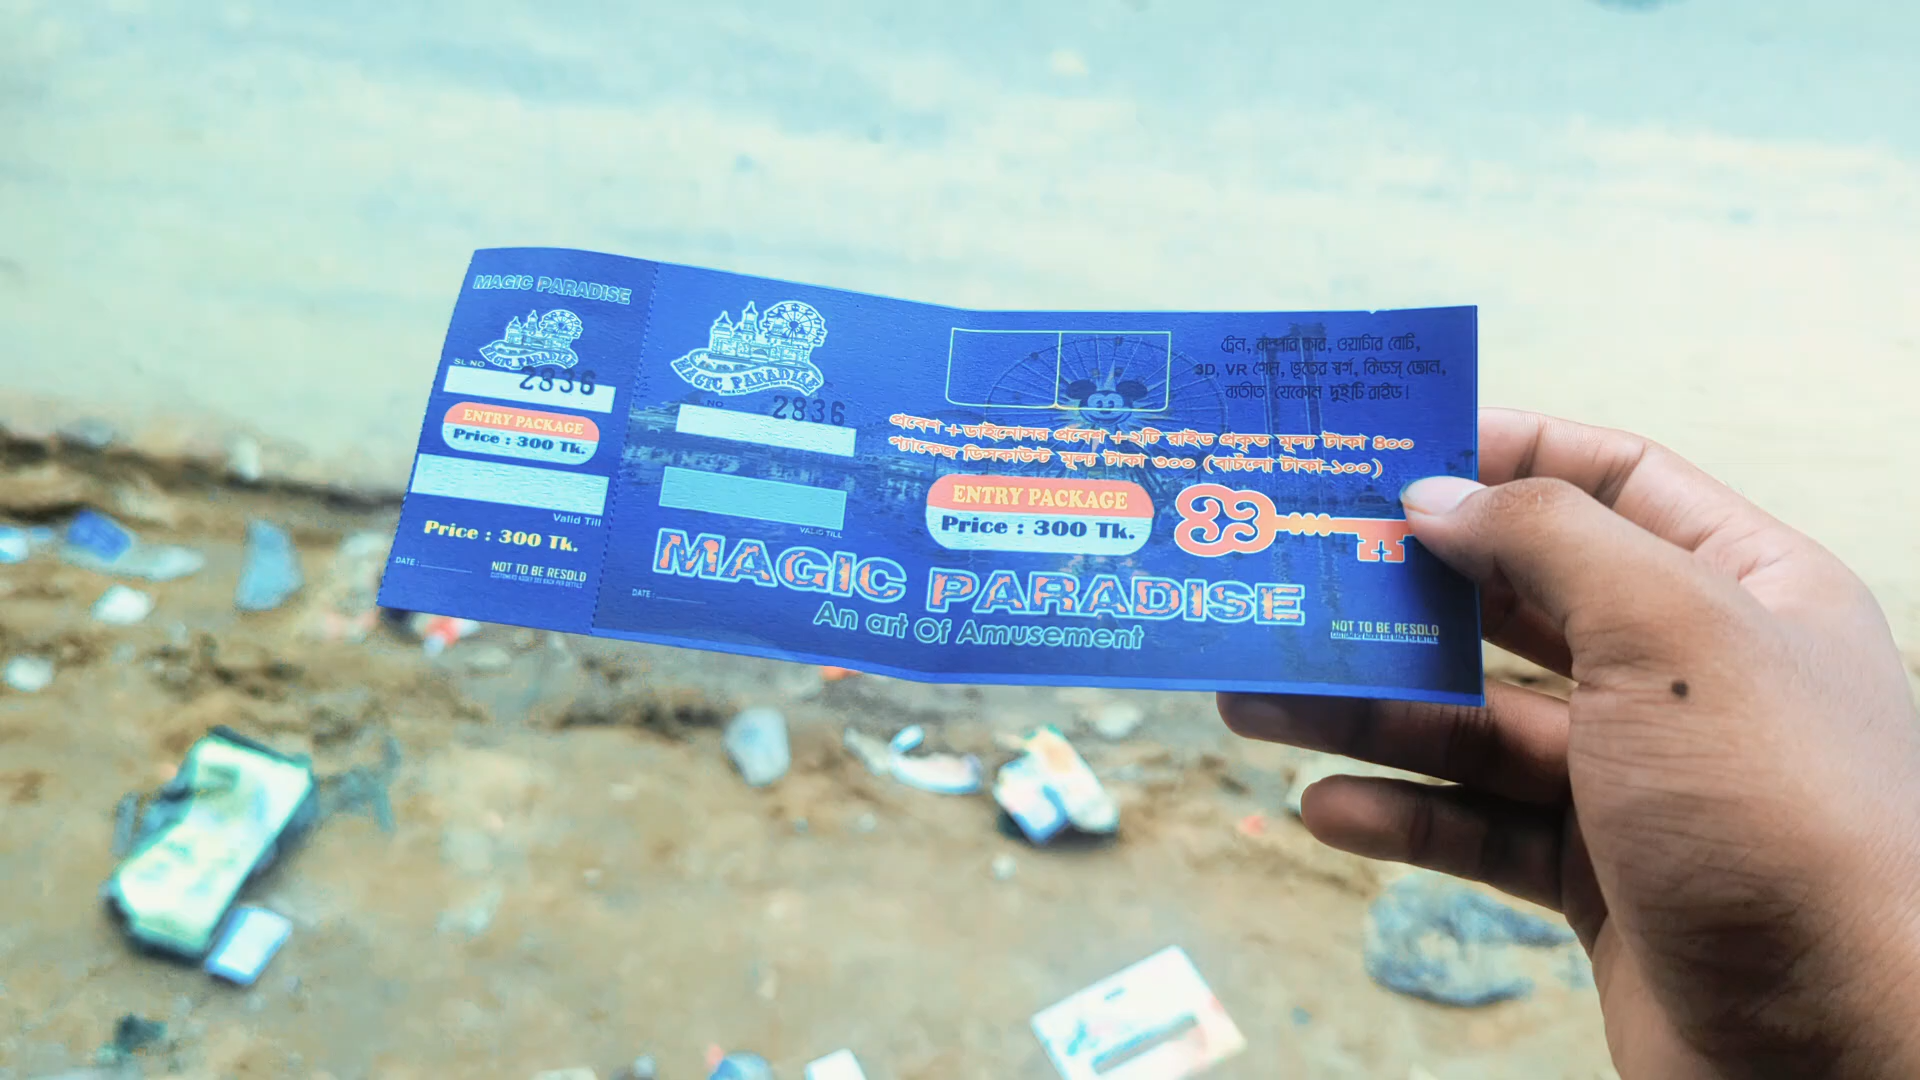 MAGIC PARADISE
MAGIC PARADISE
SL NO
2836
ENTRY PACKAGE
Price : 300 Tk.
Valid Till
Price : 300 Tk.
DATE :
NOT TO BE RESOLD
MAGIC PARADISE
NO
2836
VALID TILL
DATE :
ট্রেন, বাম্পার কার, ওয়াটার বোট,
3D, VR গেম, ভূতের স্বর্গ, কিডস্ জোন,
ব্যতীত যেকোন দুইটি রাইড।
প্রবেশ + ডাইনোসর প্রবেশ + ২টি রাইড প্রকৃত মূল্য টাকা ৪০০
প্যাকেজ ডিসকাউন্ট মূল্য টাকা ৩০০ (বাচলো টাকা-১০০)
ENTRY PACKAGE
Price : 300 Tk.
MAGIC PARADISE
An art Of Amusement
NOT TO BE RESOLD